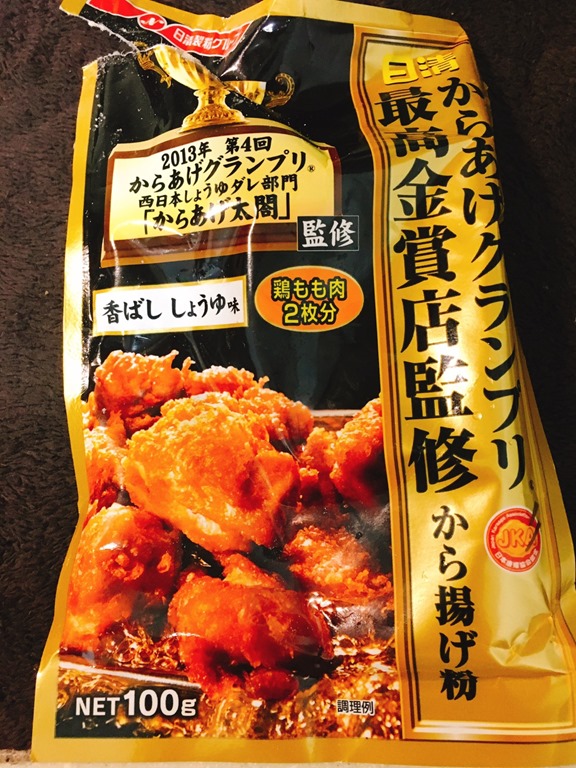 日清製粉グル
2013年 第4回
からあげグランプリ®
西日本しょうゆダレ部門
「からあげ太閤」
監修
香ばし しょうゆ味
鶏もも肉
2枚分
日清
からあげグランプリ®
最高金賞店監修
から揚げ粉
JKA
NET100g
調理例